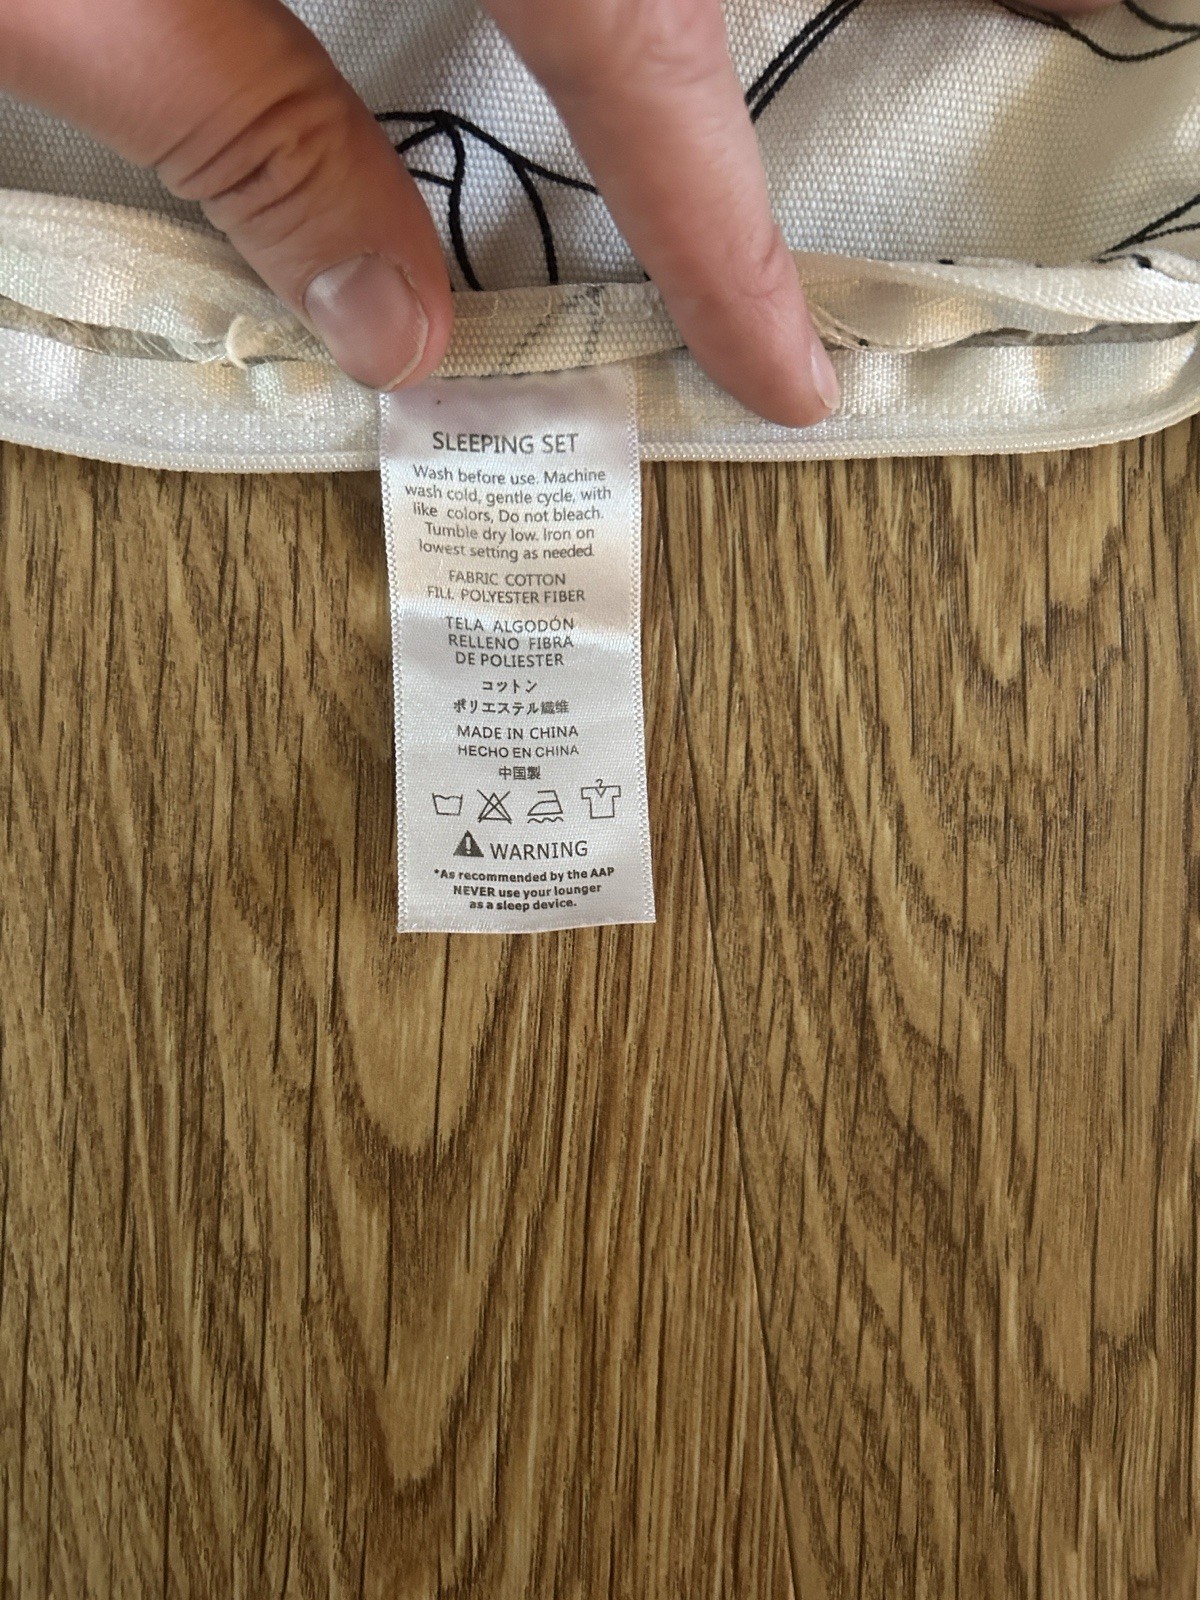 SLEEPING SET
Wash before use. Machine
wash cold, gentle cycle, with
like colors, Do not bleach.
Tumble dry low. Iron on
lowest setting as needed.
FABRIC COTTON
FILL POLYESTER FIBER
TELA ALGODÓN
RELLENO FIBRA
DE POLIESTER
コットン
ポリエステル繊维
MADE IN CHINA
HECHO EN CHINA
中国製
WARNING
*As recommended by the AAP
NEVER use your lounger
as a sleep device.